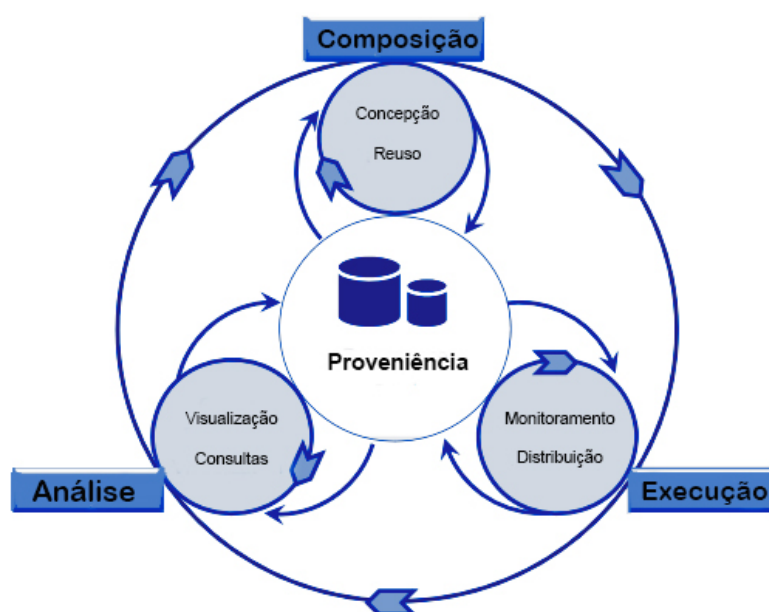 Composição
Concepção
Reuso
Proveniência
Visualização
Consultas
Monitoramento
Distribuição
Análise
Execução